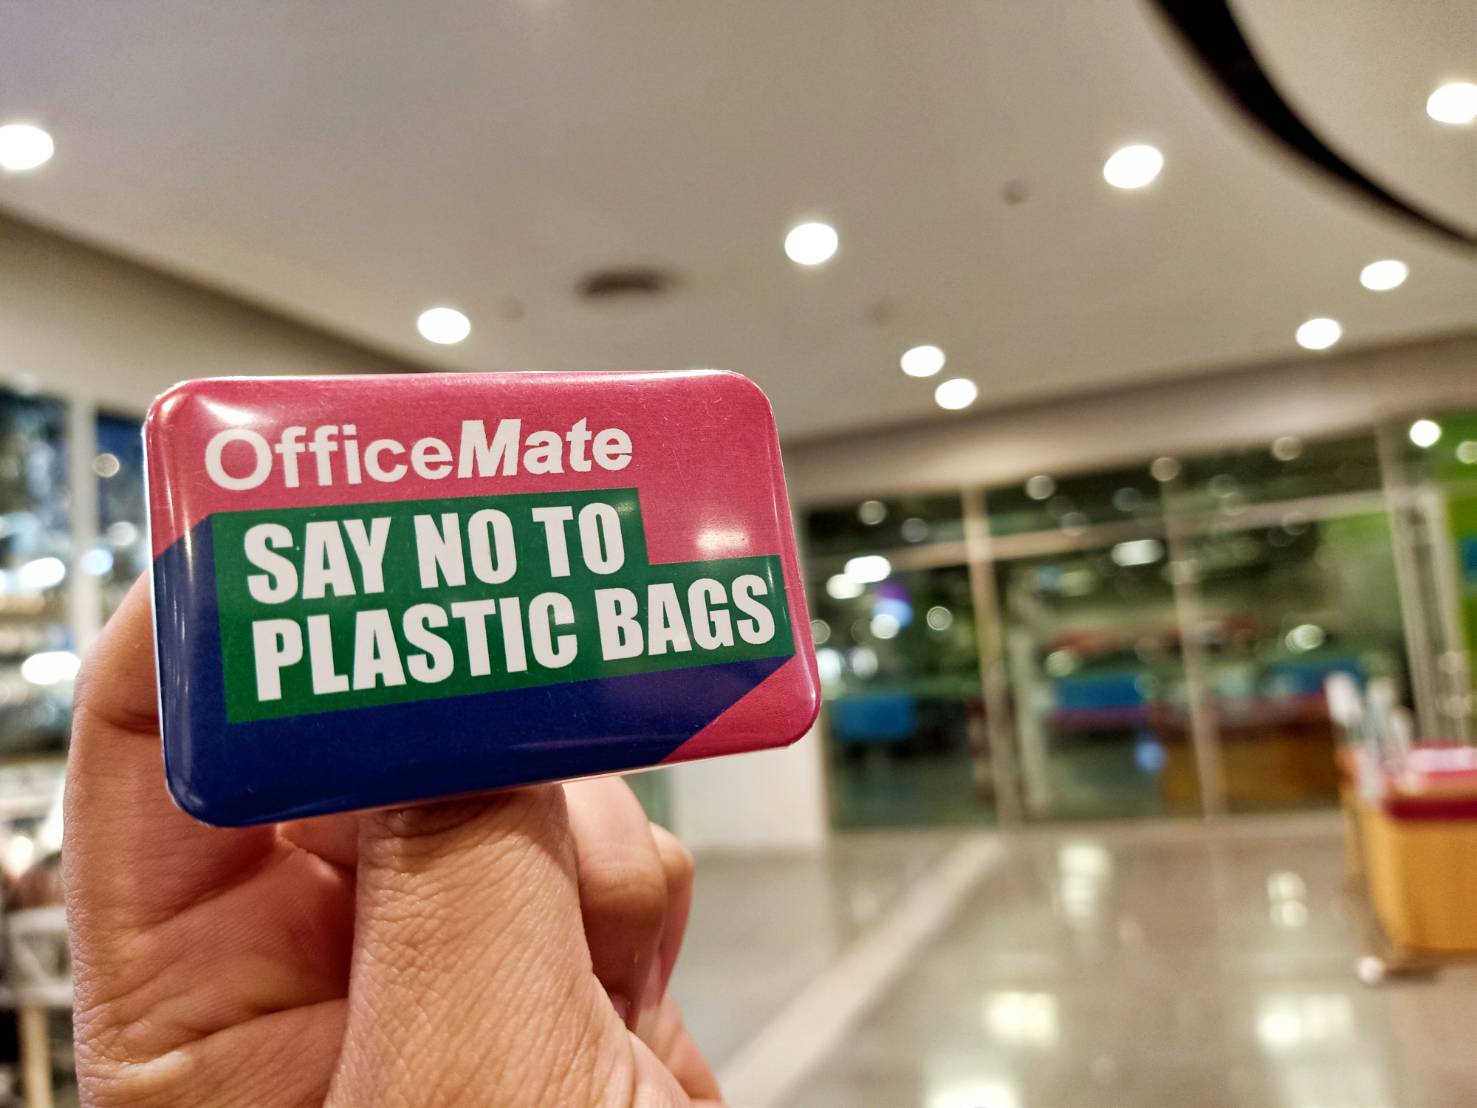 OfficeMate
SAY NO TO
PLASTIC BAGS